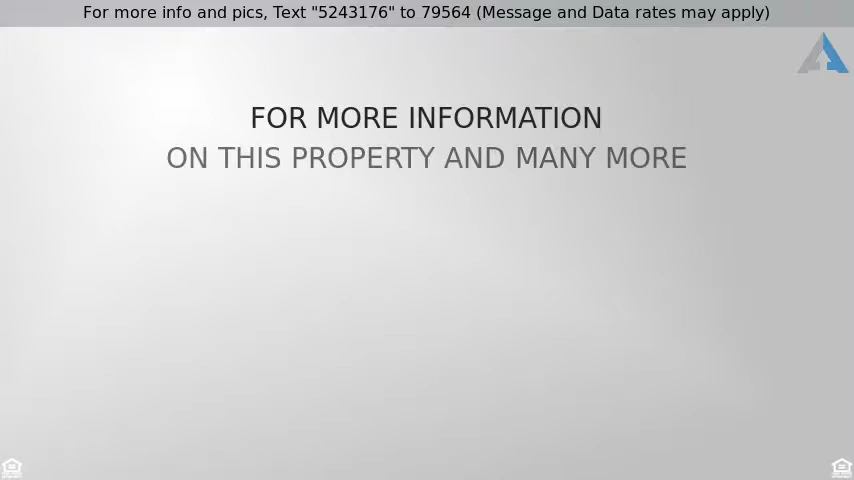 For more info and pics, Text "5243176" to 79564 (Message and Data rates may apply)
FOR MORE INFORMATION
ON THIS PROPERTY AND MANY MORE